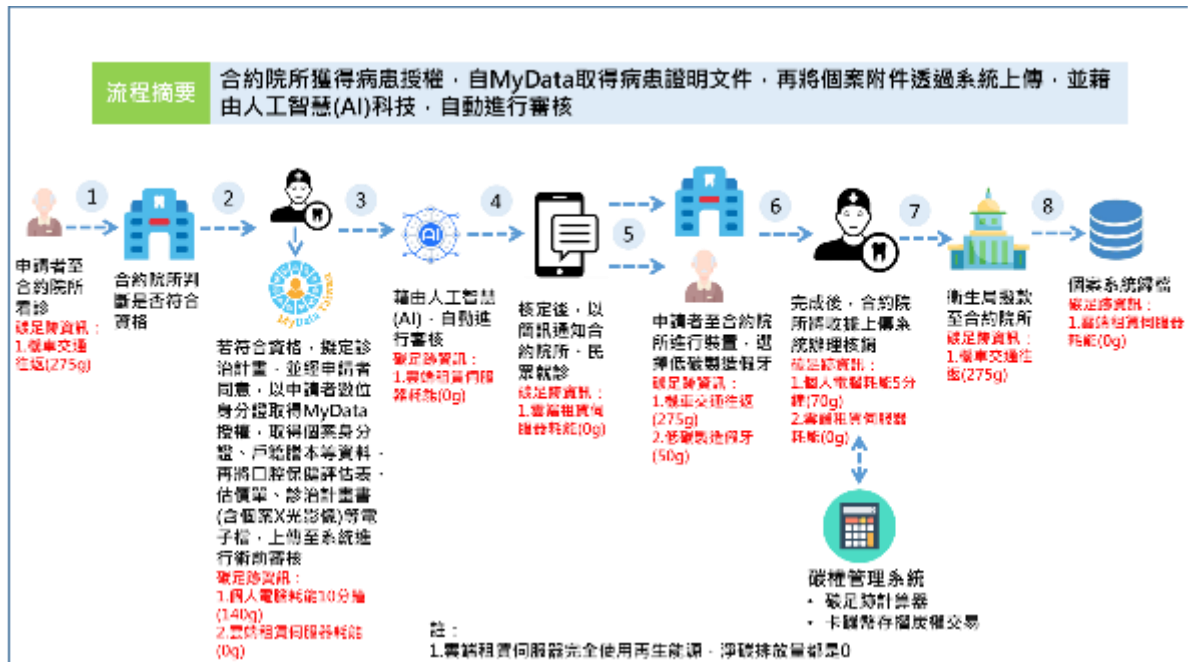 流程摘要
合約院所獲得病患授權，自MyData取得病患證明文件，再將個案附件透過系統上傳，並藉
由人工智慧(AI)科技，自動進行審核
1
2
3
4
5
6
7
8
申請者至
合約院所
看診
碳足跡資訊：
1.機車交通
往返(275g)
合約院所判
斷是否符合
資格
MyData Taiwan
若符合資格，擬定診
治計畫，並經申請者
同意，以申請者數位
身分證取得MyData
授權，取得個案身分
證、戶籍謄本等資料，
再將口腔保健評估表、
估價單、診治計畫書
(含個案X光影像)等電
子檔，上傳至系統進
行術前審核
碳足跡資訊：
1.個人電腦耗能10分鐘
(140g)
2.雲端租賃伺服器耗能
(0g)
AI
藉由人工智慧
(AI)，自動進
行審核
碳足跡資訊：
1.雲端租賃伺服
器耗能(0g)
核定後，以
簡訊通知合
約院所、民
眾就診
碳足跡資訊：
1.雲端租賃伺
服器耗能(0g)
申請者至合約院
所進行裝置，選
擇低碳製造假牙
碳足跡資訊：
1.機車交通往返
(275g)
2.低碳製造假牙
(50g)
完成後，合約院
所將收據上傳系
統辦理核銷
碳足跡資訊：
1.個人電腦耗能5分
鐘(70g)
2.雲端租賃伺服器
耗能(0g)
衛生局撥款
至合約院所
碳足跡資訊：
1.機車交通往
返(275g)
個案系統歸檔
碳足跡資訊：
1.雲端租賃伺服器
耗能(0g)
碳權管理系統
• 碳足跡計算器
• 卡碳幣存摺碳權交易
註：
1.雲端租賃伺服器完全使用再生能源，淨碳排放量都是0